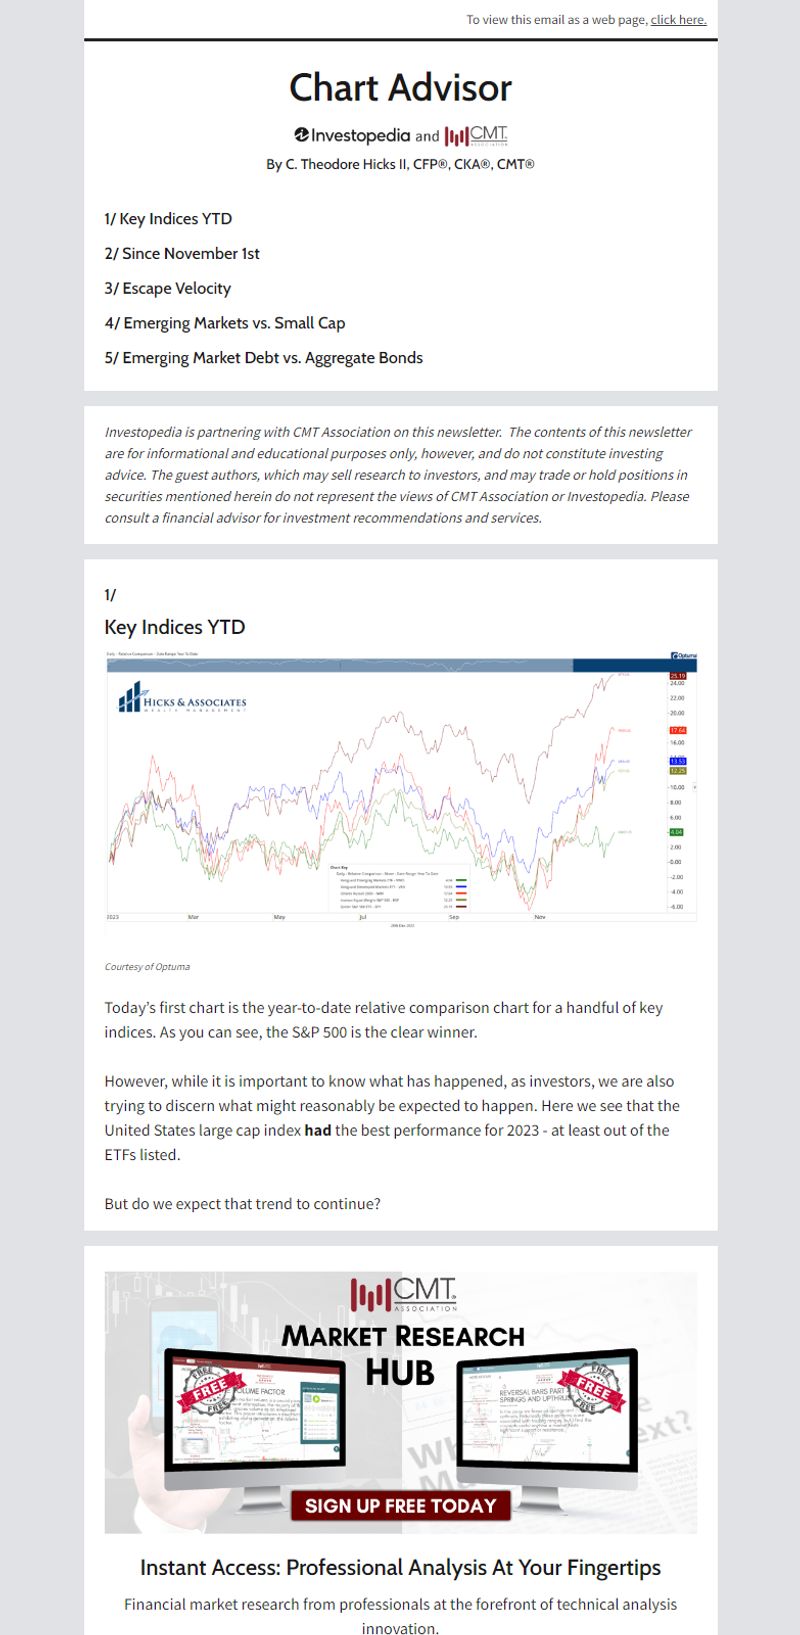 To view this email as a web page, click here.
Chart Advisor
Investopedia and CMT ASSOCIATION
By C. Theodore Hicks II, CFP®, CKA®, CMT®
1/ Key Indices YTD
2/ Since November 1st
3/ Escape Velocity
4/ Emerging Markets vs. Small Cap
5/ Emerging Market Debt vs. Aggregate Bonds
Investopedia is partnering with CMT Association on this newsletter. The contents of this newsletter
are for informational and educational purposes only, however, and do not constitute investing
advice. The guest authors, which may sell research to investors, and may trade or hold positions in
securities mentioned herein do not represent the views of CMT Association or Investopedia. Please
consult a financial advisor for investment recommendations and services.
1/
Key Indices YTD
Daily - Relative Comparison - Date Range: Year To Date
Optuma
HICKS & ASSOCIATES
WEALTH MANAGEMENT
25.19
24.00
22.00
20.00
17.64
16.00
13.53
12.25
10.00
8.00
6.00
4.04
2.00
0.00
-2.00
-4.00
-6.00
Chart Key
2023 Mar May Jul Sep Nov
Courtesy of Optuma
Today’s first chart is the year-to-date relative comparison chart for a handful of key
indices. As you can see, the S&P 500 is the clear winner.
However, while it is important to know what has happened, as investors, we are also
trying to discern what might reasonably be expected to happen. Here we see that the
United States large cap index had the best performance for 2023 - at least out of the
ETFs listed.
But do we expect that trend to continue?
CMT
ASSOCIATION
MARKET RESEARCH
HUB
FREE
VOLUME FACTOR
REVERSAL BARS PART
SPRINGS AND UPTHRUS
FREE
SIGN UP FREE TODAY
Instant Access: Professional Analysis At Your Fingertips
Financial market research from professionals at the forefront of technical analysis
innovation.